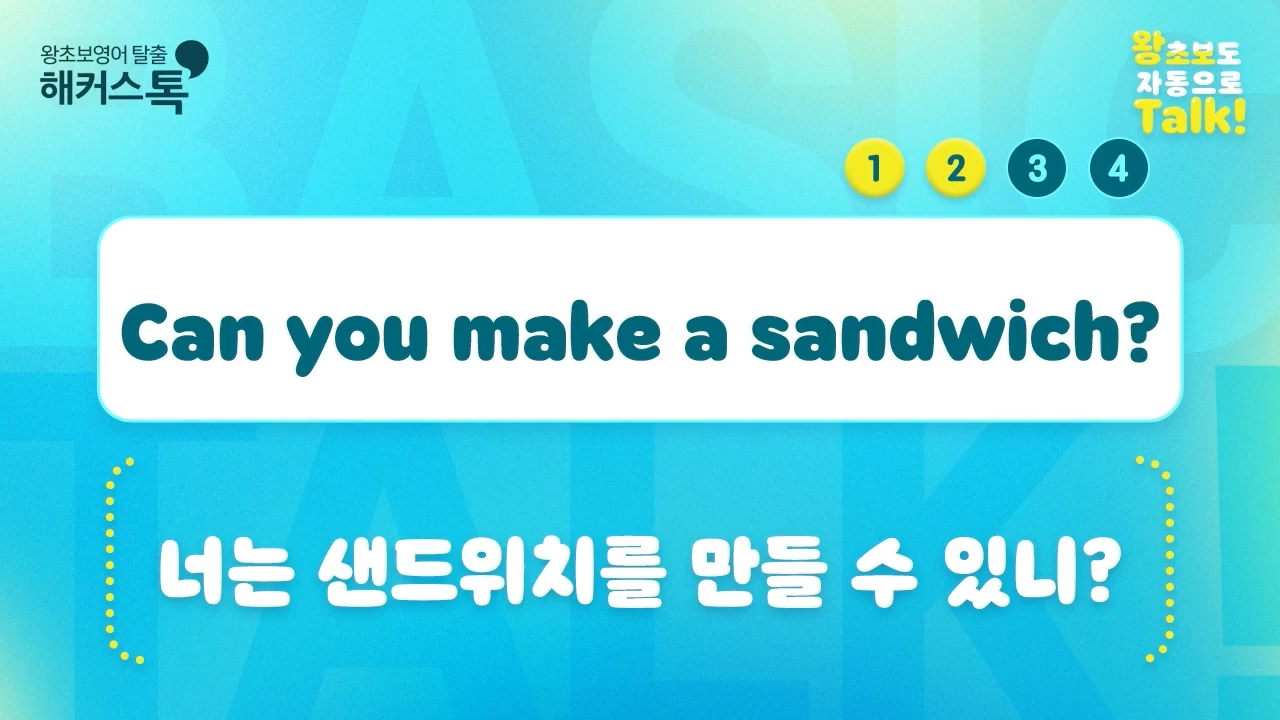 왕초보영어 탈출
해커스톡
왕초보도
자동으로
Talk!
1 2 3 4
Can you make a sandwich?
너는 샌드위치를 만들 수 있니?
BASIC
TALK!